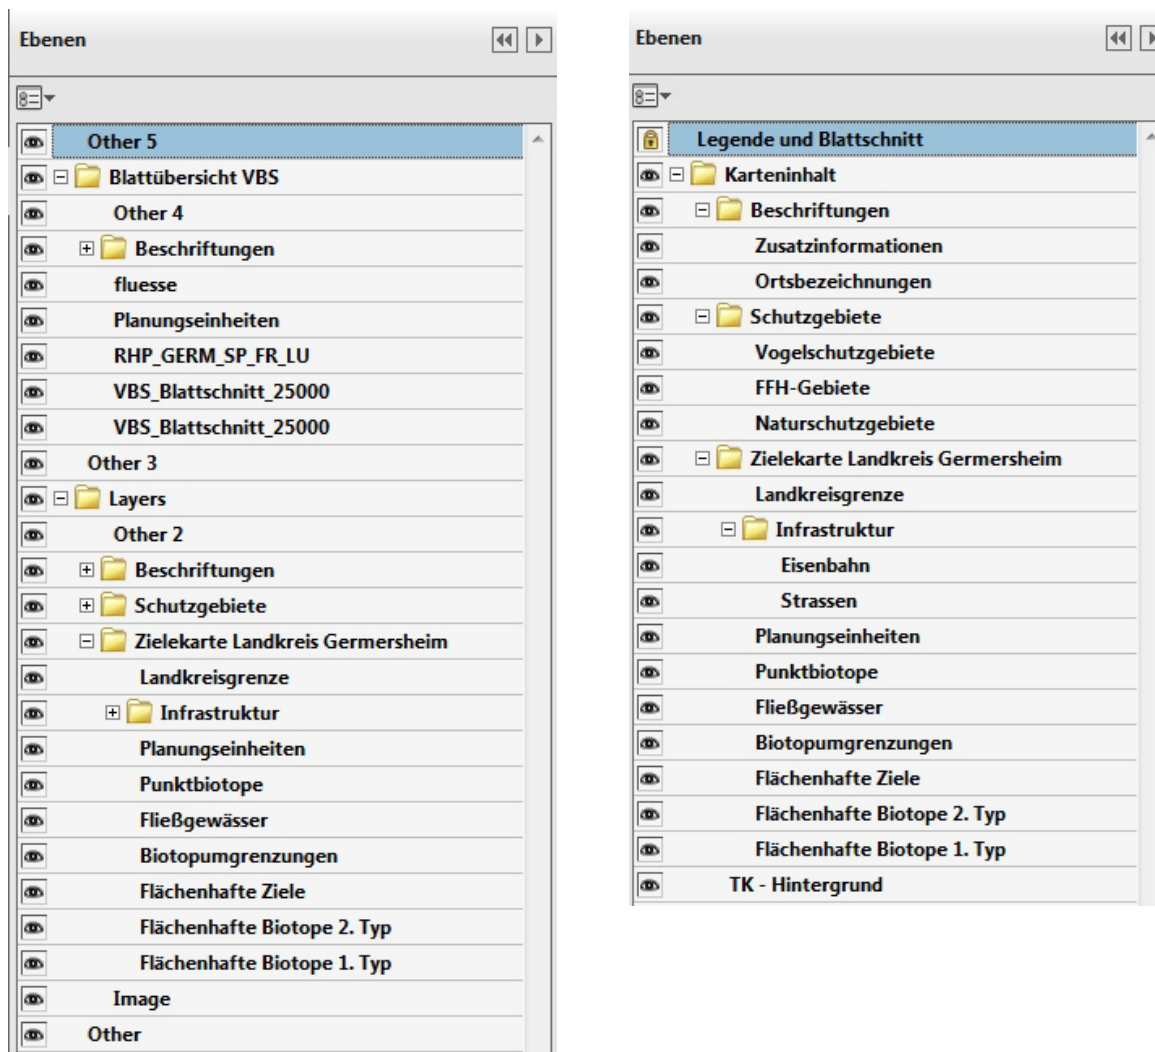 Ebenen
Other 5
Blattübersicht VBS
Other 4
Beschriftungen
fluesse
Planungseinheiten
RHP_GERM_SP_FR_LU
VBS_Blattschnitt_25000
VBS_Blattschnitt_25000
Other 3
Layers
Other 2
Beschriftungen
Schutzgebiete
Zielekarte Landkreis Germersheim
Landkreisgrenze
Infrastruktur
Planungseinheiten
Punktbiotope
Fließgewässer
Biotopumgrenzungen
Flächenhafte Ziele
Flächenhafte Biotope 2. Typ
Flächenhafte Biotope 1. Typ
Image
Other
Ebenen
Legende und Blattschnitt
Karteninhalt
Beschriftungen
Zusatzinformationen
Ortsbezeichnungen
Schutzgebiete
Vogelschutzgebiete
FFH-Gebiete
Naturschutzgebiete
Zielekarte Landkreis Germersheim
Landkreisgrenze
Infrastruktur
Eisenbahn
Strassen
Planungseinheiten
Punktbiotope
Fließgewässer
Biotopumgrenzungen
Flächenhafte Ziele
Flächenhafte Biotope 2. Typ
Flächenhafte Biotope 1. Typ
TK - Hintergrund